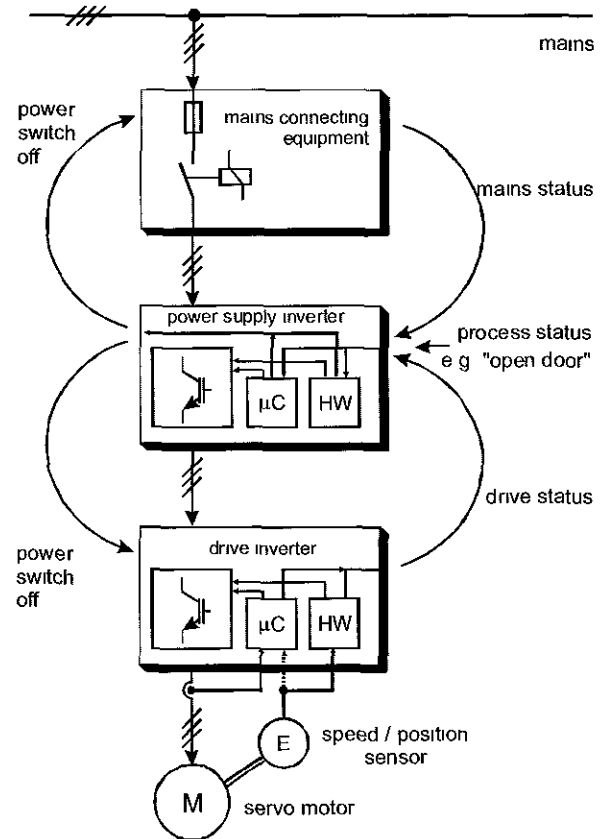 mains
power
switch
off
mains connecting
equipment
mains status
power supply inverter
process status
e g "open door"
µC
HW
drive status
drive inverter
power
switch
off
µC
HW
E
speed / position
sensor
M
servo motor